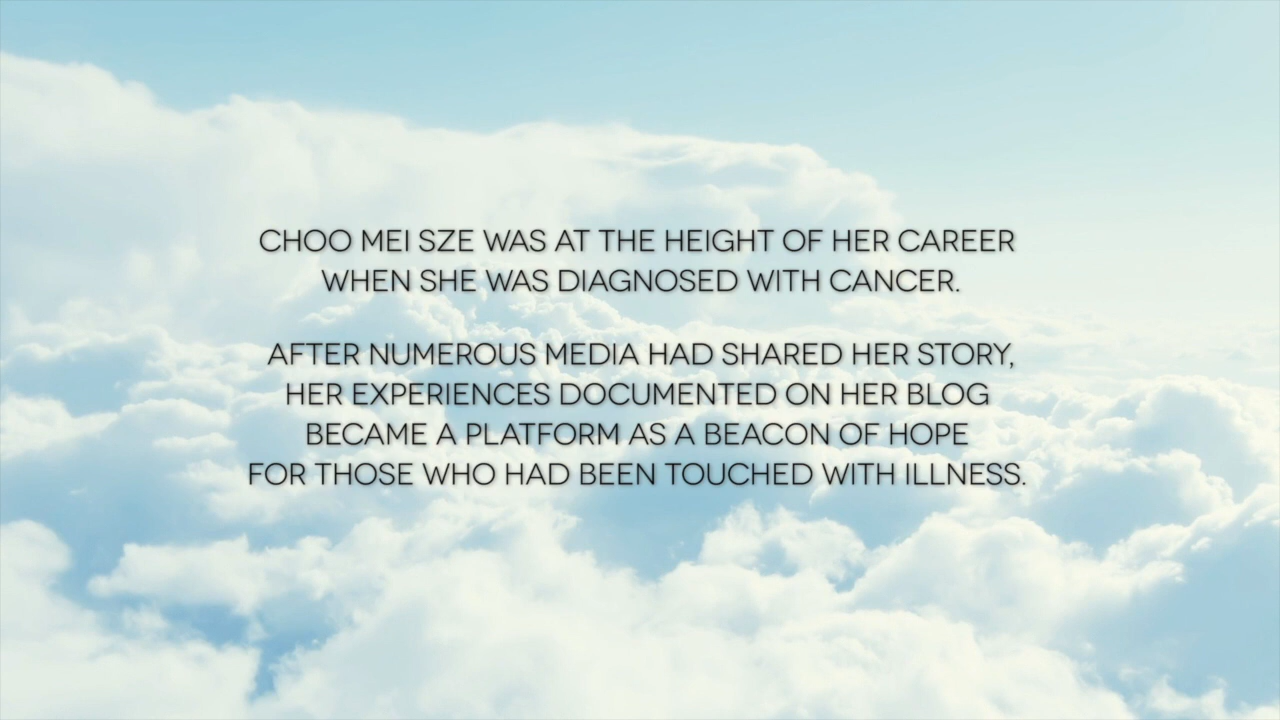 CHOO MEI SZE WAS AT THE HEIGHT OF HER CAREER
WHEN SHE WAS DIAGNOSED WITH CANCER.
AFTER NUMEROUS MEDIA HAD SHARED HER STORY,
HER EXPERIENCES DOCUMENTED ON HER BLOG
BECAME A PLATFORM AS A BEACON OF HOPE
FOR THOSE WHO HAD BEEN TOUCHED WITH ILLNESS.